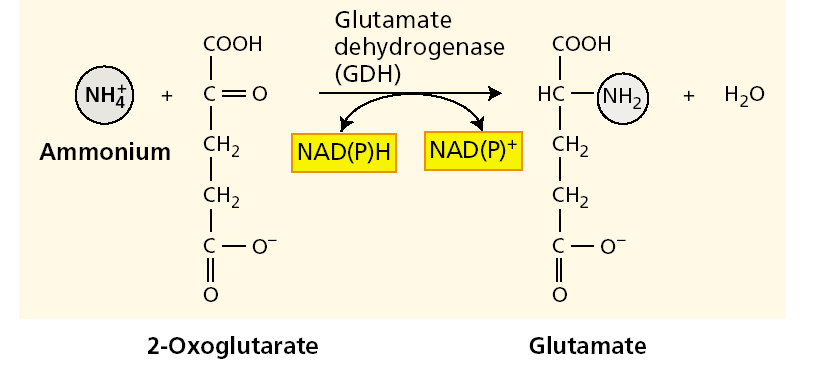 Glutamate
dehydrogenase
(GDH)
COOH
COOH
NH₄⁺ + C=O
HC—NH₂ + H₂O
Ammonium
CH₂
NAD(P)H
NAD(P)⁺
CH₂
CH₂
CH₂
C—O⁻
C—O⁻
O
O
2-Oxoglutarate
Glutamate